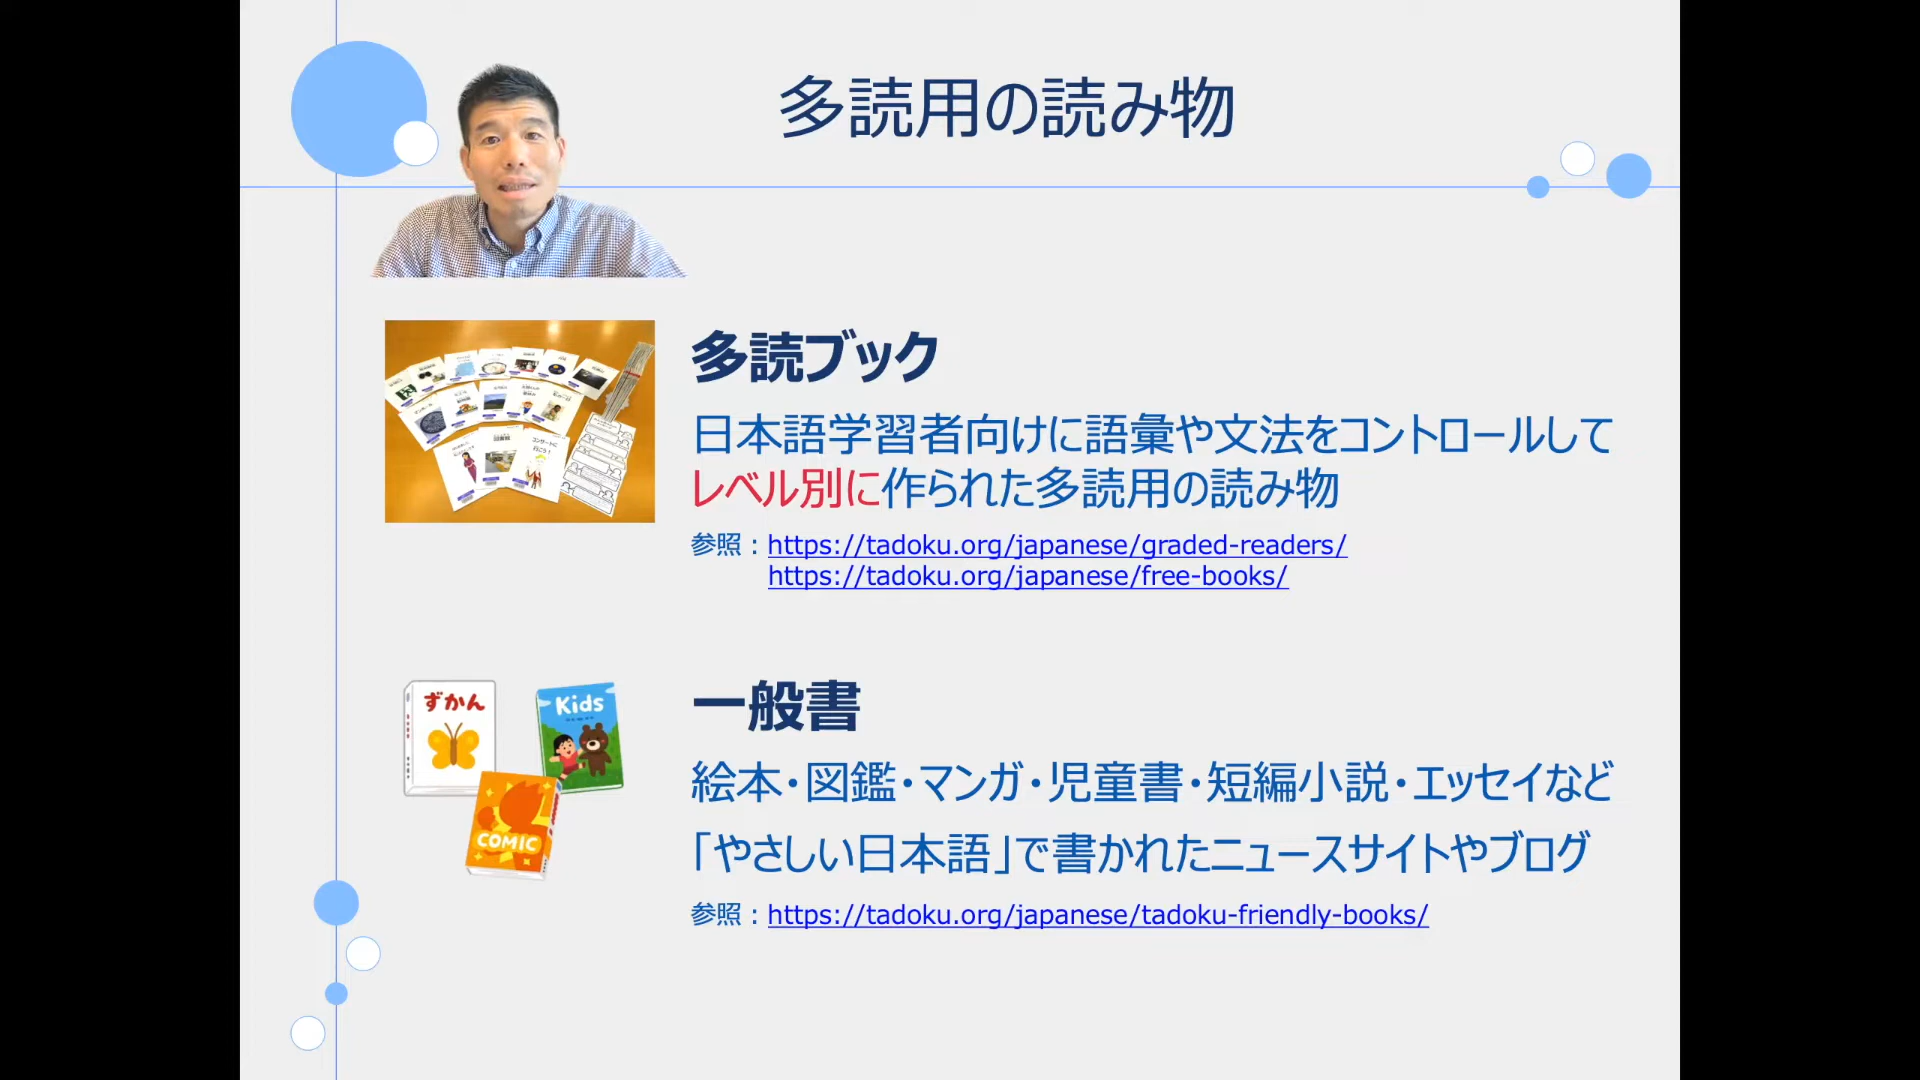 多読用の読み物
多読ブック
日本語学習者向けに語彙や文法をコントロールして
レベル別に作られた多読用の読み物
参照：https://tadoku.org/japanese/graded-readers/
https://tadoku.org/japanese/free-books/
ずかん
Kids
COMIC
一般書
絵本・図鑑・マンガ・児童書・短編小説・エッセイなど
「やさしい日本語」で書かれたニュースサイトやブログ
参照：https://tadoku.org/japanese/tadoku-friendly-books/